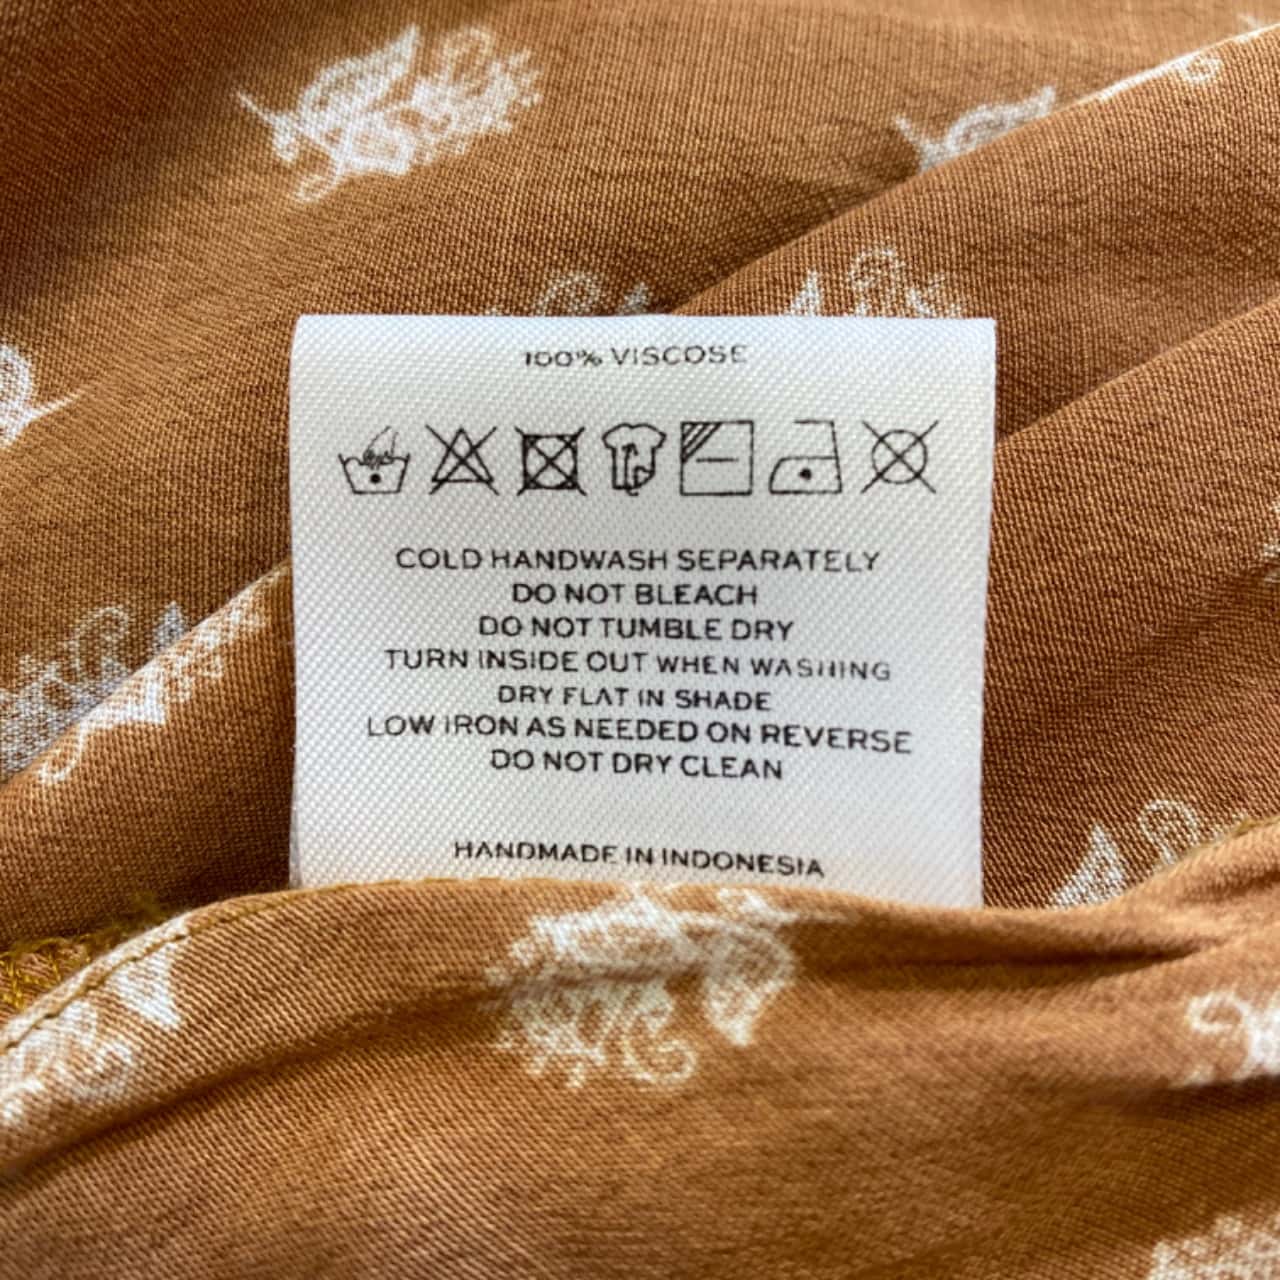 100% VISCOSE
COLD HANDWASH SEPARATELY
DO NOT BLEACH
DO NOT TUMBLE DRY
TURN INSIDE OUT WHEN WASHING
DRY FLAT IN SHADE
LOW IRON AS NEEDED ON REVERSE
DO NOT DRY CLEAN
HANDMADE IN INDONESIA